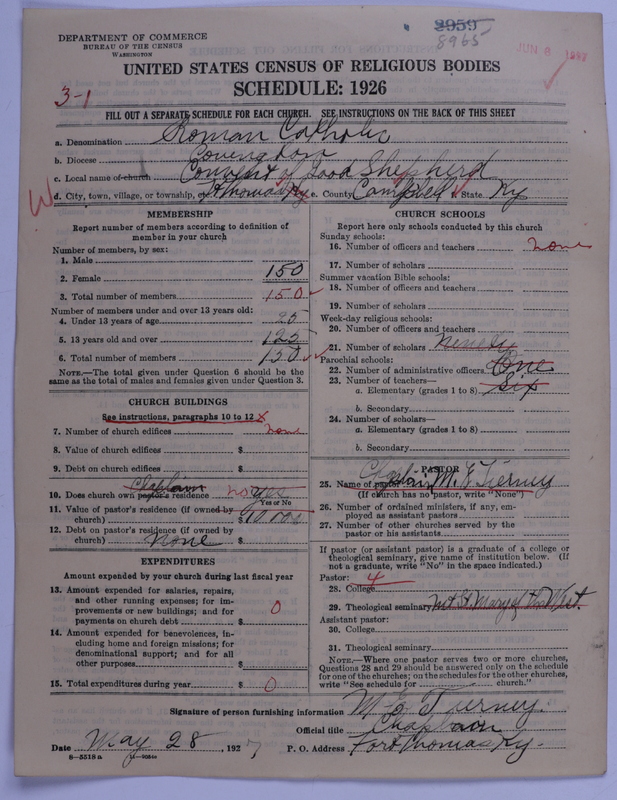 DEPARTMENT OF COMMERCE
BUREAU OF THE CENSUS
WASHINGTON
2959
8965
JUN 8 1927
UNITED STATES CENSUS OF RELIGIOUS BODIES
SCHEDULE: 1926
3-1
FILL OUT A SEPARATE SCHEDULE FOR EACH CHURCH. SEE INSTRUCTIONS ON THE BACK OF THIS SHEET
a. Denomination Roman Catholic
b. Diocese Covington
c. Local name of church Convent of Good Shepherd
W
d. City, town, village, or township, Ft Thomas Ky e. County Campbell State Ky
MEMBERSHIP
Report number of members according to definition of member in your church
Number of members, by sex:
1. Male
2. Female 150
3. Total number of members 150
Number of members under and over 13 years old:
4. Under 13 years of age 25
5. 13 years old and over 125
6. Total number of members 150
NOTE.—The total given under Question 6 should be
same as the total of males and females given under Question 3.
CHURCH BUILDINGS
See instructions, paragraphs 10 to 12 X
7. Number of church edifices none
8. Value of church edifices $
9. Debt on church edifices $
Chaplain
10. Does church own pastor's residence no yes
Yes or No
11. Value of pastor's residence (if owned by
church) $ 10.000
12. Debt on pastor's residence (if owned by
church) none $
EXPENDITURES
Amount expended by your church during last fiscal year
13. Amount expended for salaries, repairs,
and other running expenses; for im-
provements or new buildings; and for
payments on church debt $ 0
14. Amount expended for benevolences, in-
cluding home and foreign missions; for
denominational support; and for all
other purposes $
15. Total expenditures during year $ 0
CHURCH SCHOOLS
Report here only schools conducted by this church
Sunday schools:
16. Number of officers and teachers none
17. Number of scholars
Summer vacation Bible schools:
18. Number of officers and teachers
19. Number of scholars
Week-day religious schools:
20. Number of officers and teachers
21. Number of scholars Ninety
Parochial schools:
22. Number of administrative officers One
23. Number of teachers—
a. Elementary (grades 1 to 8) Six
b. Secondary
24. Number of scholars—
a. Elementary (grades 1 to 8)
b. Secondary
PASTOR
25. Name of pastor Chaplain M. E Tierney
(If church has no pastor, write "None")
26. Number of ordained ministers, if any, em-
ployed as assistant pastors
27. Number of other churches served by the
pastor or his assistants
If pastor (or assistant pastor) is a graduate of a college or
theological seminary, give name of institution below. (If
not a graduate, write "No" in the space indicated.)
Pastor: 4
28. College
29. Theological seminary Mt St Mary of the West.
Assistant pastor:
30. College
31. Theological seminary
NOTE.—Where one pastor serves two or more churches,
Questions 28 and 29 should be answered only on the schedule
for one of the churches; on the schedules for the other churches,
write "See schedule for church."
Signature of person furnishing information M. E. Tierney.
Official title Chaplain
Date May 28, 1927 P. O. Address Fort Thomas Ky.
8—5518 a